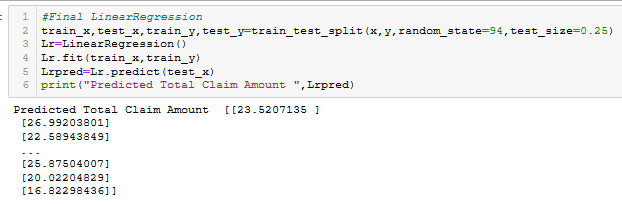 1 #Final LinearRegression
2 train_x,test_x,train_y,test_y=train_test_split(x,y,random_state=94,test_size=0.25)
3 Lr=LinearRegression()
4 Lr.fit(train_x,train_y)
5 Lrpred=Lr.predict(test_x)
6 print("Predicted Total Claim Amount ",Lrpred)
Predicted Total Claim Amount  [[23.5207135 ]
 [26.99203801]
 [22.58943849]
 ...
 [25.87504007]
 [20.02204829]
 [16.82298436]]